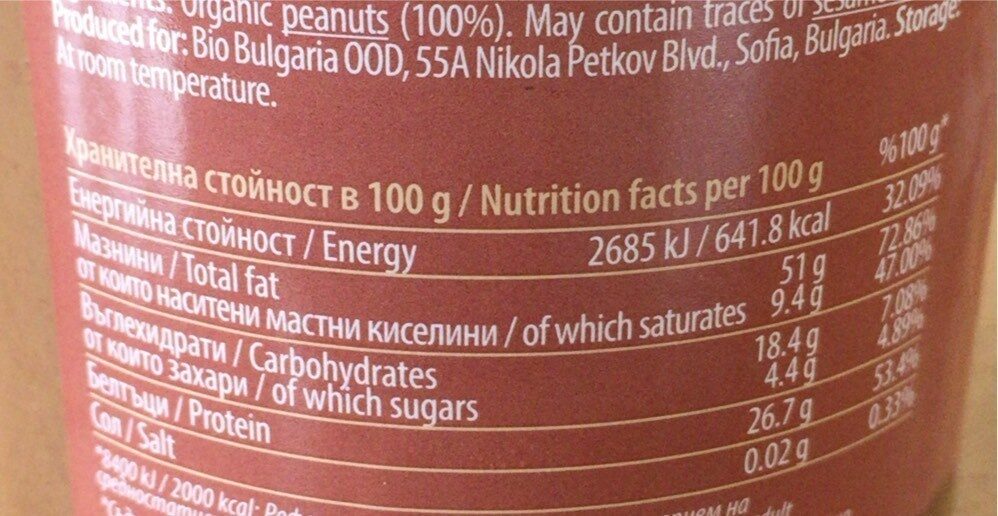 Organic peanuts (100%). May contain traces of
Produced for: Bio Bulgaria OOD, 55A Nikola Petkov Blvd., Sofia, Bulgaria. Storage:
At room temperature.
Хранителна стойност в 100 g / Nutrition facts per 100 g %100 g*
Енергийна стойност / Energy 2685 kJ / 641.8 kcal 32.09%
Мазнини / Total fat 51 g 72.86%
от които наситени мастни киселини / of which saturates 9.4 g 47.00%
Въглехидрати / Carbohydrates 18.4 g 7.08%
от които захари / of which sugars 4.4 g 4.89%
Белтъци / Protein 26.7 g 53.4%
Сол / Salt 0.02 g 0.33%
*8400 kJ / 2000 kcal: